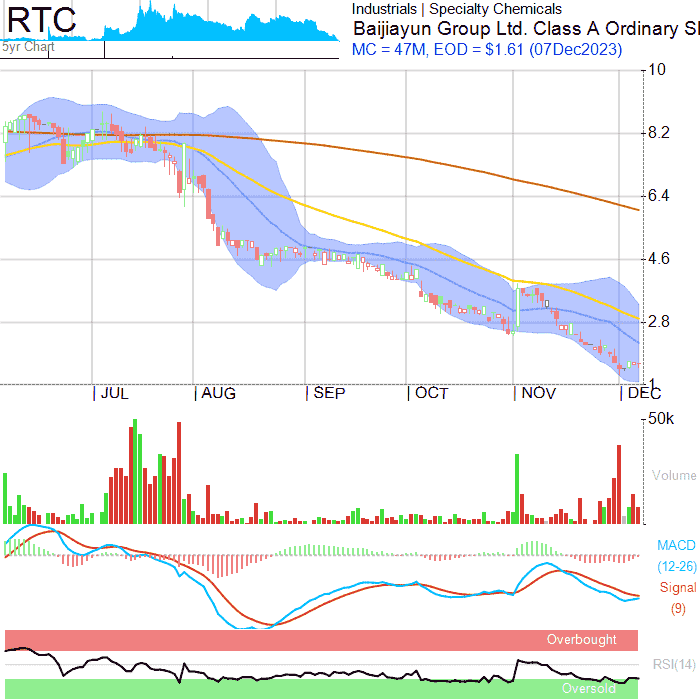 RTC
5yr Chart
Industrials | Specialty Chemicals
Baijiayun Group Ltd. Class A Ordinary S
MC = 47M, EOD = $1.61 (07Dec2023)
10
8.2
6.4
4.6
2.8
1
JUL AUG SEP OCT NOV DEC
50k
Volume
MACD
(12-26)
Signal
(9)
Overbought
RSI(14)
Oversold